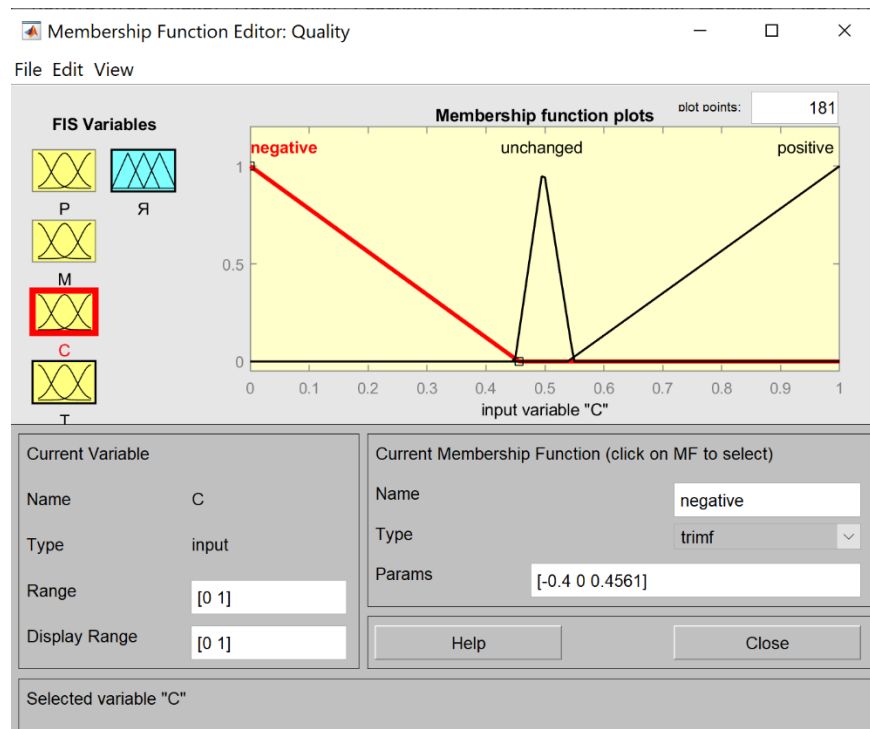 Membership Function Editor: Quality
File Edit View
FIS Variables
P
Я
M
C
T
Membership function plots
plot points:
181
negative
unchanged
positive
1
0.5
0
0 0.1 0.2 0.3 0.4 0.5 0.6 0.7 0.8 0.9 1
input variable "C"
Current Variable
Name C
Type input
Range [0 1]
Display Range [0 1]
Current Membership Function (click on MF to select)
Name negative
Type trimf
Params [-0.4 0 0.4561]
Help
Close
Selected variable "C"